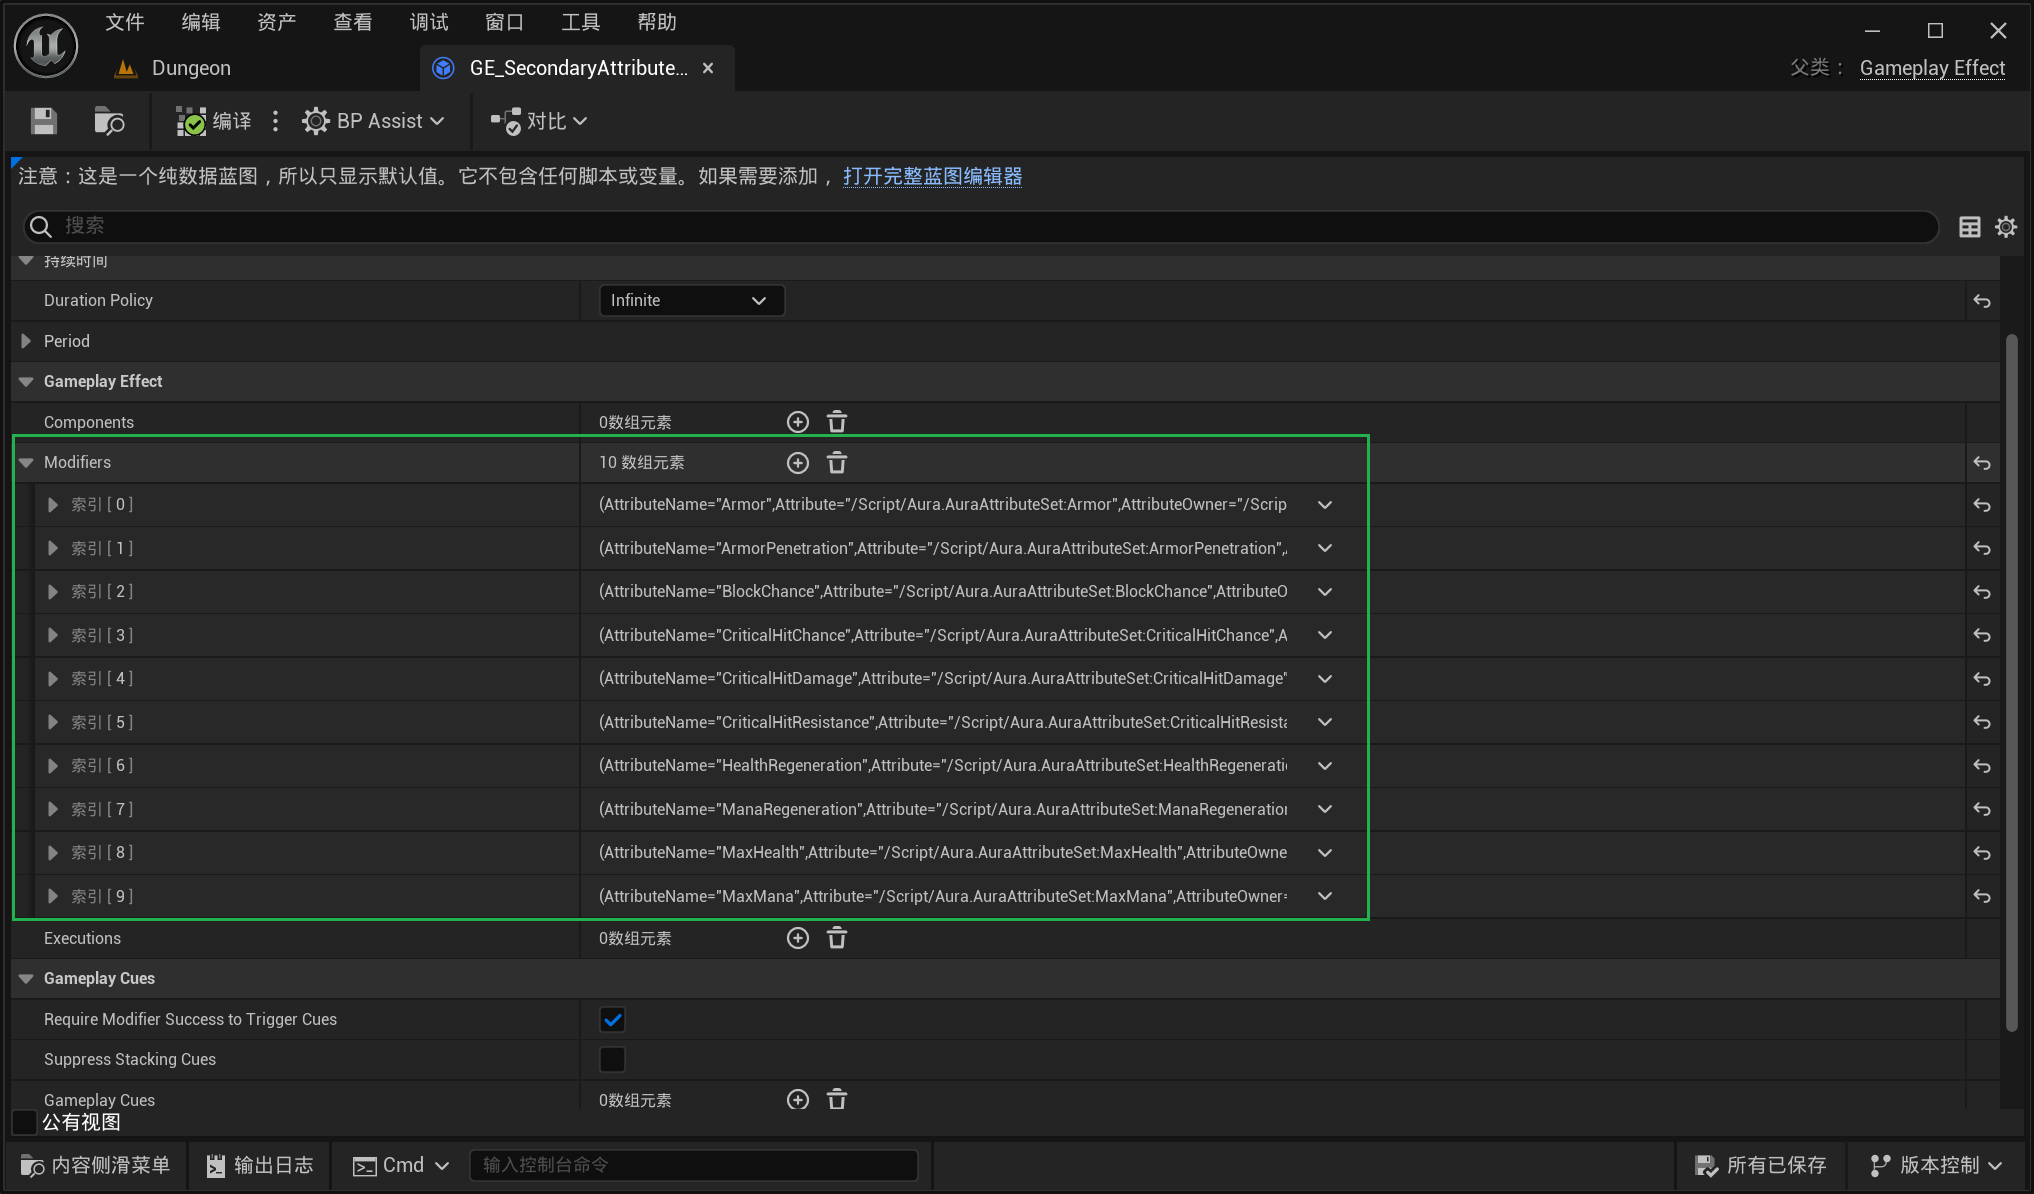 文件 编辑 资产 查看 调试 窗口 工具 帮助
Dungeon GE_SecondaryAttribute... 父类： Gameplay Effect
编译 BP Assist 对比
注意：这是一个纯数据蓝图，所以只显示默认值。它不包含任何脚本或变量。如果需要添加，打开完整蓝图编辑器
搜索
持续时间
Duration Policy Infinite
Period
Gameplay Effect
Components 0数组元素
Modifiers 10 数组元素
索引 [ 0 ] (AttributeName="Armor",Attribute="/Script/Aura.AuraAttributeSet:Armor",AttributeOwner="/Scrip
索引 [ 1 ] (AttributeName="ArmorPenetration",Attribute="/Script/Aura.AuraAttributeSet:ArmorPenetration",
索引 [ 2 ] (AttributeName="BlockChance",Attribute="/Script/Aura.AuraAttributeSet:BlockChance",AttributeO
索引 [ 3 ] (AttributeName="CriticalHitChance",Attribute="/Script/Aura.AuraAttributeSet:CriticalHitChance",A
索引 [ 4 ] (AttributeName="CriticalHitDamage",Attribute="/Script/Aura.AuraAttributeSet:CriticalHitDamage"
索引 [ 5 ] (AttributeName="CriticalHitResistance",Attribute="/Script/Aura.AuraAttributeSet:CriticalHitResista
索引 [ 6 ] (AttributeName="HealthRegeneration",Attribute="/Script/Aura.AuraAttributeSet:HealthRegenerati
索引 [ 7 ] (AttributeName="ManaRegeneration",Attribute="/Script/Aura.AuraAttributeSet:ManaRegeneration
索引 [ 8 ] (AttributeName="MaxHealth",Attribute="/Script/Aura.AuraAttributeSet:MaxHealth",AttributeOwne
索引 [ 9 ] (AttributeName="MaxMana",Attribute="/Script/Aura.AuraAttributeSet:MaxMana",AttributeOwner=
Executions 0数组元素
Gameplay Cues
Require Modifier Success to Trigger Cues
Suppress Stacking Cues
Gameplay Cues 0数组元素
公有视图
内容侧滑菜单 输出日志 Cmd 输入控制台命令 所有已保存 版本控制